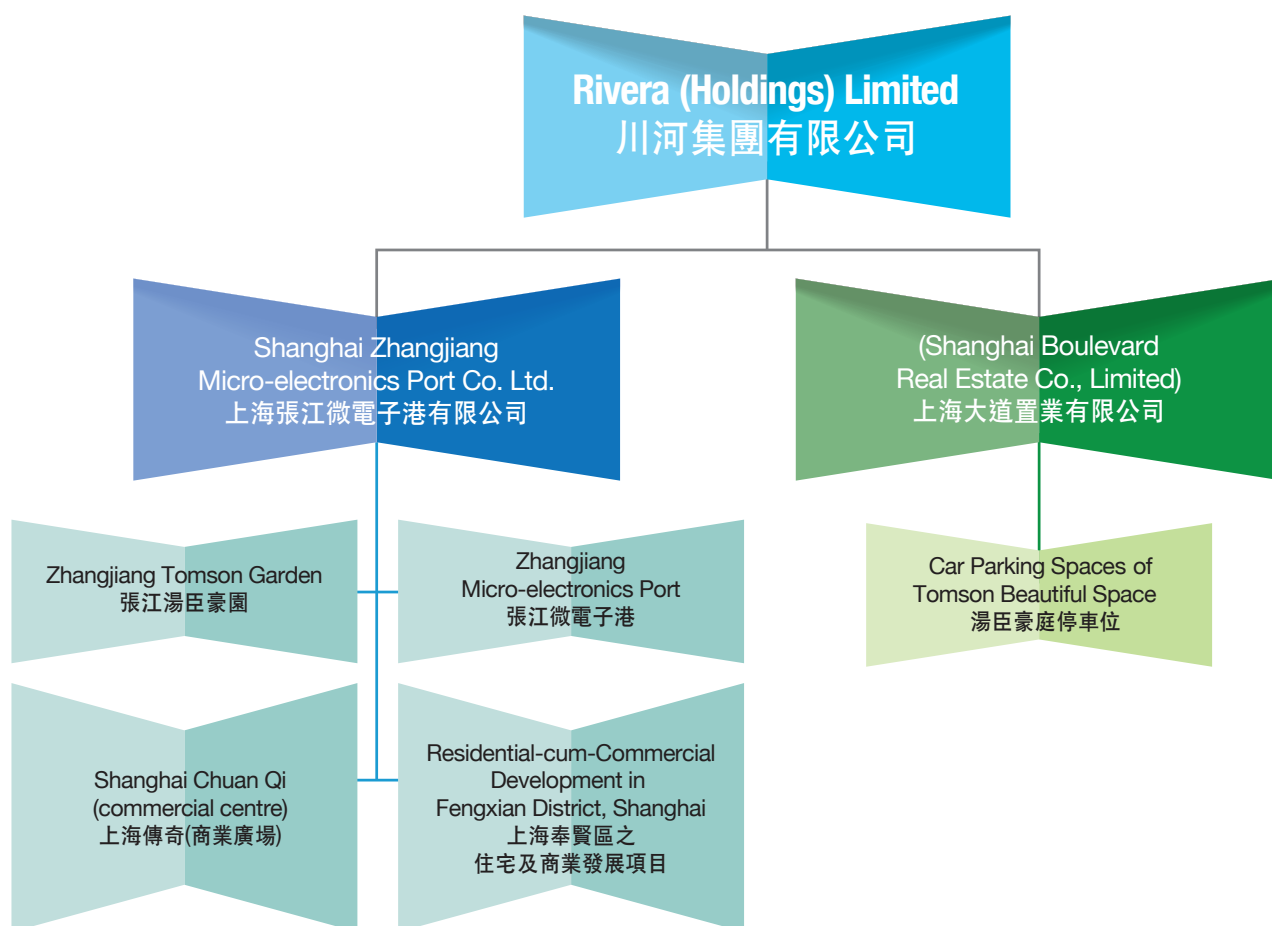 Rivera (Holdings) Limited
川河集團有限公司
Shanghai Zhangjiang
Micro-electronics Port Co. Ltd.
上海張江微電子港有限公司
(Shanghai Boulevard
Real Estate Co., Limited)
上海大道置業有限公司
Zhangjiang Tomson Garden
張江湯臣豪園
Zhangjiang
Micro-electronics Port
張江微電子港
Car Parking Spaces of
Tomson Beautiful Space
湯臣豪庭停車位
Shanghai Chuan Qi
(commercial centre)
上海傳奇(商業廣場)
Residential-cum-Commercial
Development in
Fengxian District, Shanghai
上海奉賢區之
住宅及商業發展項目